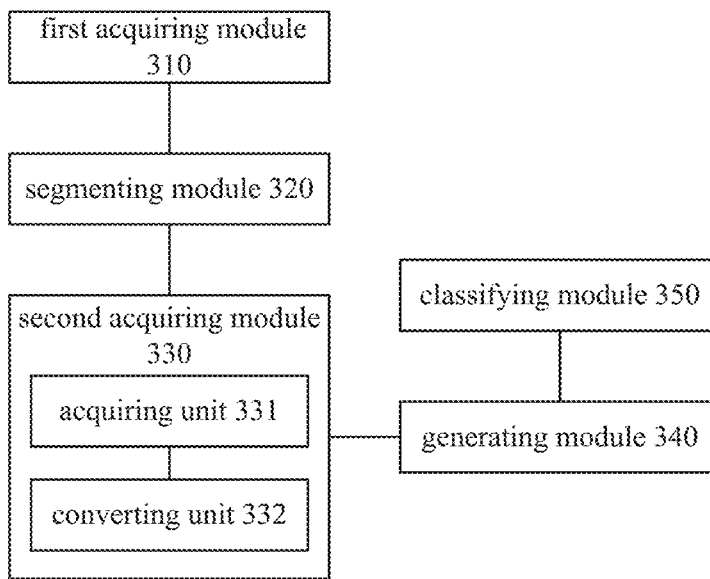 first acquiring module
310
segmenting module 320
second acquiring module
330
acquiring unit 331
converting unit 332
classifying module 350
generating module 340